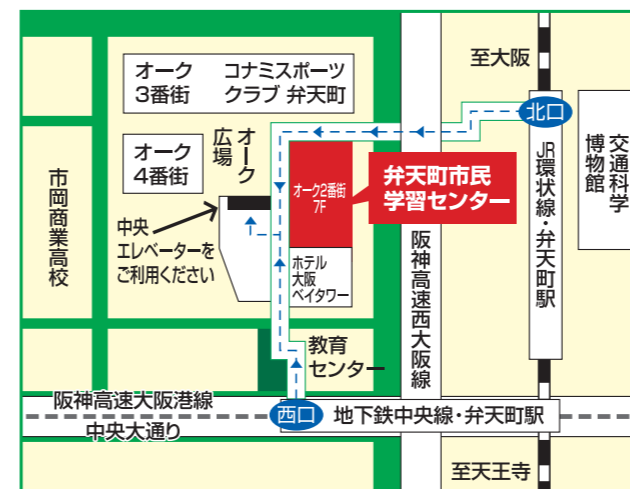 至大阪
オーク
3番街
コナミスポーツ
クラブ 弁天町
北口
オーク
広場
オーク
4番街
オーク2番街
7F
弁天町市民
学習センター
JR環状線・弁天町駅
交通科学
博物館
市岡商業高校
中央
エレベーターを
ご利用ください
ホテル
大阪
ベイタワー
阪神高速西大阪線
教育
センター
阪神高速大阪港線
西口
地下鉄中央線・弁天町駅
中央大通り
至天王寺